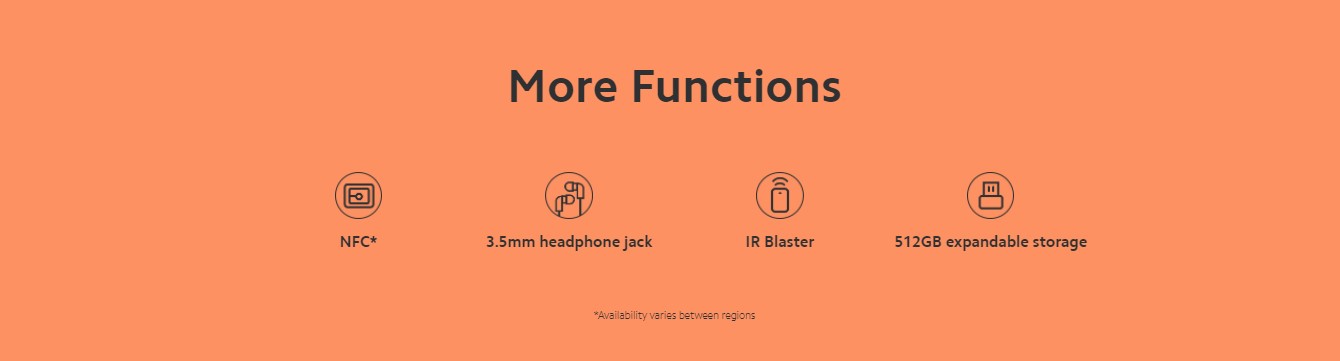 More Functions
NFC*
3.5mm headphone jack
IR Blaster
512GB expandable storage
*Availability varies between regions